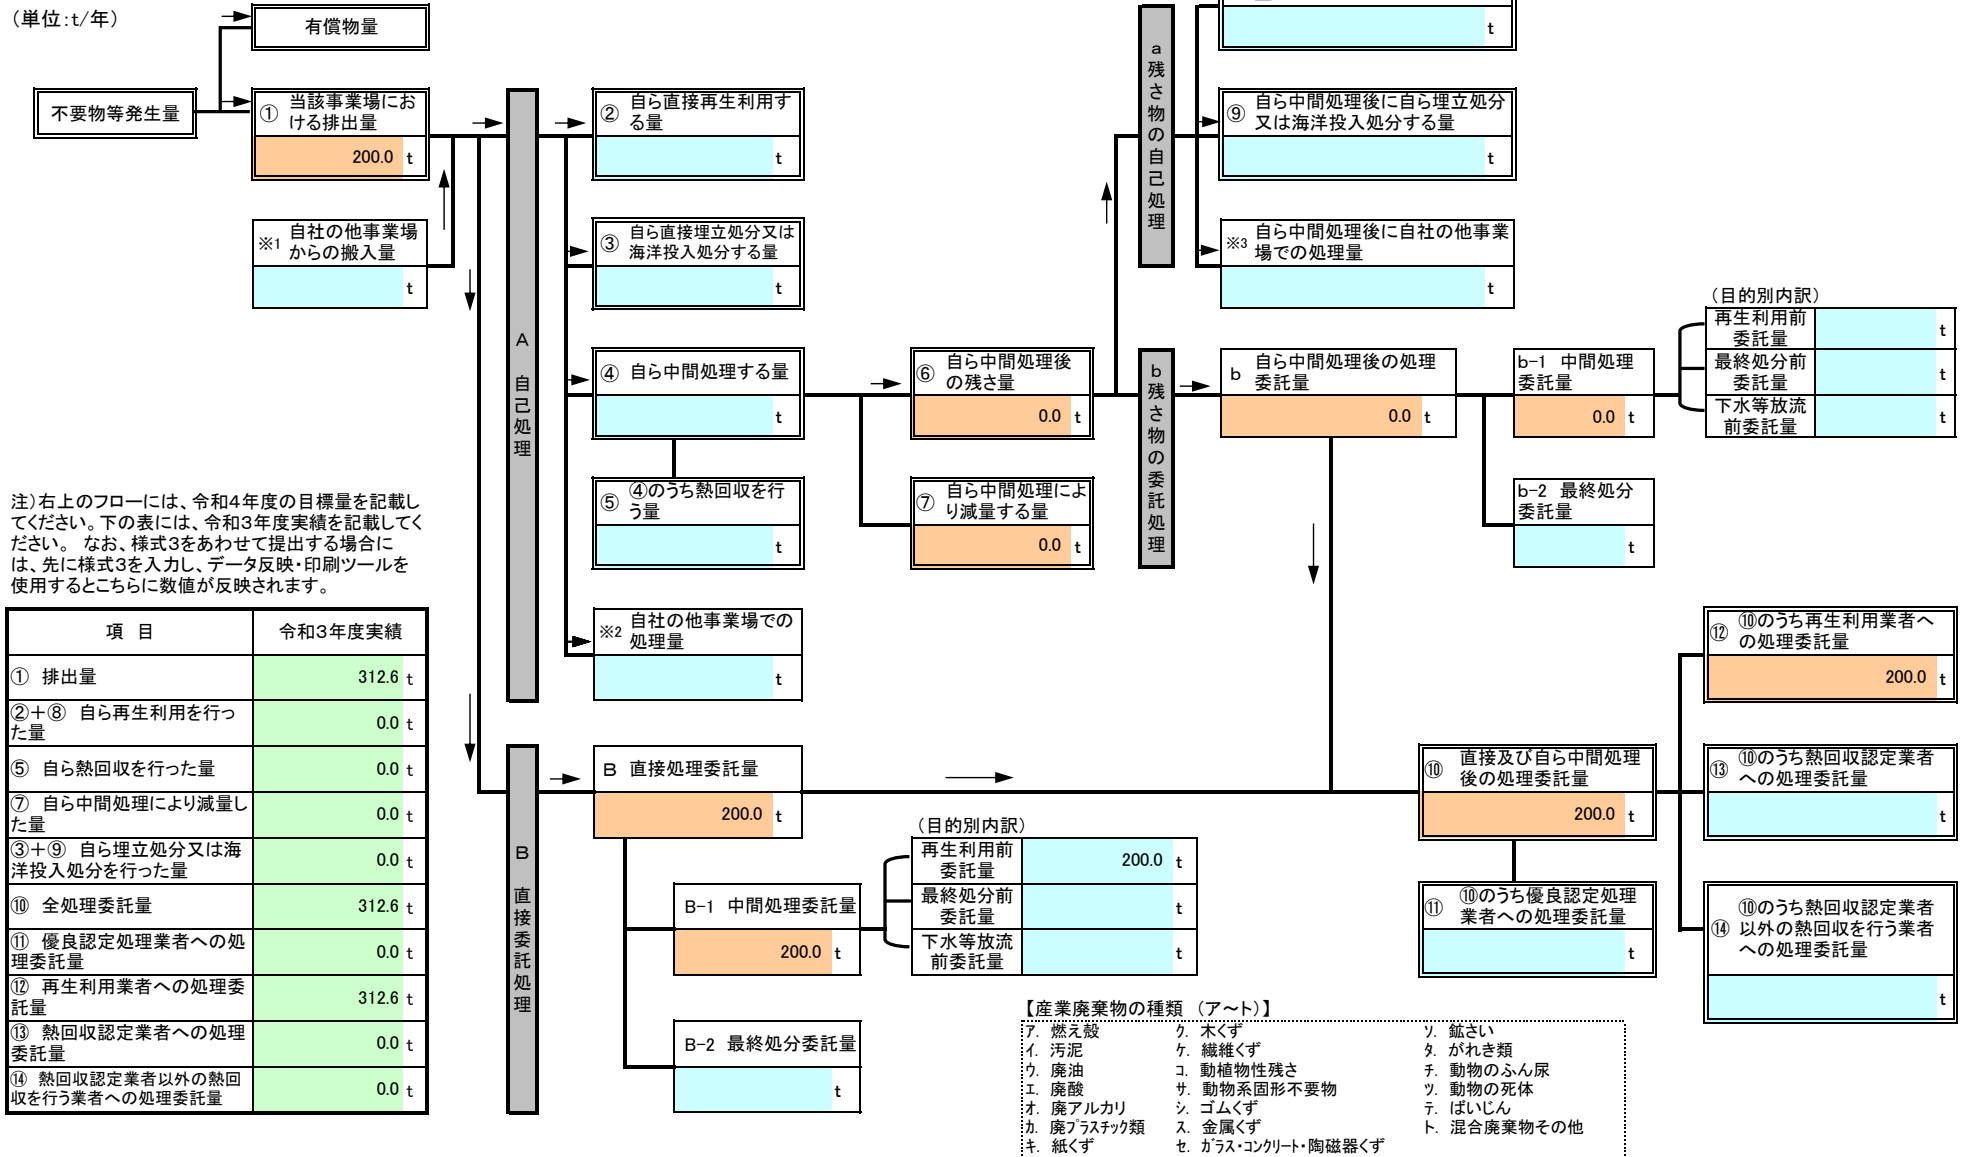 (単位:t/年)
有償物量
不要物等発生量
① 当該事業場にお
ける排出量
200.0 t
※1 自社の他事業場
からの搬入量
t
A 自己処理
② 自ら直接再生利用す
る量
t
③ 自ら直接埋立処分又は
海洋投入処分する量
t
④ 自ら中間処理する量
t
⑤ ④のうち熱回収を行
う量
t
※2 自社の他事業場での
処理量
t
⑥ 自ら中間処理後
の残さ量
0.0 t
⑦ 自ら中間処理によ
り減量する量
0.0 t
a残さ物の自己処理
t
⑨ 自ら中間処理後に自ら埋立処分
又は海洋投入処分する量
t
※3 自ら中間処理後に自社の他事業
場での処理量
t
b残さ物の委託処理
b 自ら中間処理後の処理
委託量
0.0 t
b-1 中間処理
委託量
0.0 t
(目的別内訳)
再生利用前
委託量
t
最終処分前
委託量
t
下水等放流
前委託量
t
b-2 最終処分
委託量
t
注)右上のフローには、令和4年度の目標量を記載し
てください。下の表には、令和3年度実績を記載してく
ださい。 なお、様式3をあわせて提出する場合に
は、先に様式3を入力し、データ反映・印刷ツールを
使用するとこちらに数値が反映されます。
項 目 令和3年度実績
① 排出量 312.6 t
②+⑧ 自ら再生利用を行っ
た量 0.0 t
⑤ 自ら熱回収を行った量 0.0 t
⑦ 自ら中間処理により減量し
た量 0.0 t
③+⑨ 自ら埋立処分又は海
洋投入処分を行った量 0.0 t
⑩ 全処理委託量 312.6 t
⑪ 優良認定処理業者への処
理委託量 0.0 t
⑫ 再生利用業者への処理委
託量 312.6 t
⑬ 熱回収認定業者への処理
委託量 0.0 t
⑭ 熱回収認定業者以外の熱回
収を行う業者への処理委託量 0.0 t
B 直接委託処理
B 直接処理委託量
200.0 t
B-1 中間処理委託量
200.0 t
(目的別内訳)
再生利用前
委託量
200.0 t
最終処分前
委託量
t
下水等放流
前委託量
t
B-2 最終処分委託量
t
⑩ 直接及び自ら中間処理
後の処理委託量
200.0 t
⑪ ⑩のうち優良認定処理
業者への処理委託量
t
⑫ ⑩のうち再生利用業者へ
の処理委託量
200.0 t
⑬ ⑩のうち熱回収認定業者
への処理委託量
t
⑭ ⑩のうち熱回収認定業者
以外の熱回収を行う業者
への処理委託量
t
【産業廃棄物の種類 (ア~ト)】
ア. 燃え殻 ク. 木くず ソ. 鉱さい
イ. 汚泥 ケ. 繊維くず タ. がれき類
ウ. 廃油 コ. 動植物性残さ チ. 動物のふん尿
エ. 廃酸 サ. 動物系固形不要物 ツ. 動物の死体
オ. 廃アルカリ シ. ゴムくず テ. ばいじん
カ. 廃プラスチック類 ス. 金属くず ト. 混合廃棄物その他
キ. 紙くず セ. ガラス・コンクリート・陶磁器くず